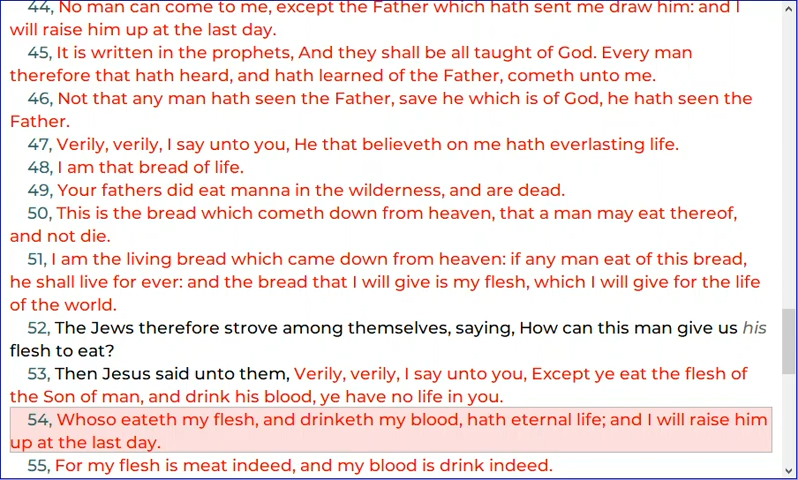 44, No man can come to me, except the Father which hath sent me draw him: and I
will raise him up at the last day.
45, It is written in the prophets, And they shall be all taught of God. Every man
therefore that hath heard, and hath learned of the Father, cometh unto me.
46, Not that any man hath seen the Father, save he which is of God, he hath seen the
Father.
47, Verily, verily, I say unto you, He that believeth on me hath everlasting life.
48, I am that bread of life.
49, Your fathers did eat manna in the wilderness, and are dead.
50, This is the bread which cometh down from heaven, that a man may eat thereof,
and not die.
51, I am the living bread which came down from heaven: if any man eat of this bread,
he shall live for ever: and the bread that I will give is my flesh, which I will give for the life
of the world.
52, The Jews therefore strove among themselves, saying, How can this man give us his
flesh to eat?
53, Then Jesus said unto them, Verily, verily, I say unto you, Except ye eat the flesh of
the Son of man, and drink his blood, ye have no life in you.
54, Whoso eateth my flesh, and drinketh my blood, hath eternal life; and I will raise him
up at the last day.
55, For my flesh is meat indeed, and my blood is drink indeed.